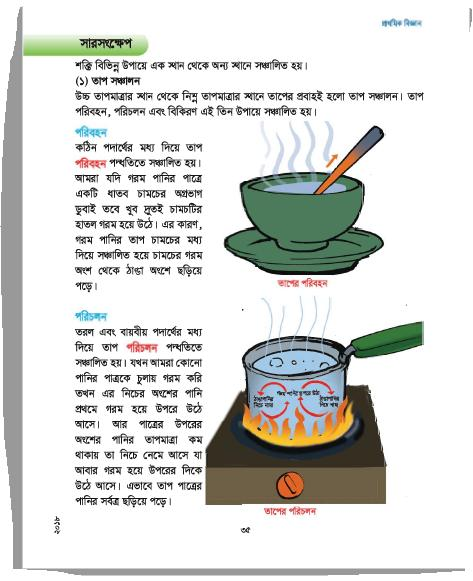 প্রাথমিক বিজ্ঞান
সারসংক্ষেপ
শক্তি বিভিন্ন উপায়ে এক স্থান থেকে অন্য স্থানে সঞ্চালিত হয়।
(১) তাপ সঞ্চালন
উচ্চ তাপমাত্রার স্থান থেকে নিম্ন তাপমাত্রার স্থানে তাপের প্রবাহই হলো তাপ সঞ্চালন। তাপ
পরিবহন, পরিচলন এবং বিকিরণ এই তিন উপায়ে সঞ্চালিত হয়।
পরিবহন
কঠিন পদার্থের মধ্য দিয়ে তাপ
পরিবহন পদ্ধতিতে সঞ্চালিত হয়।
আমরা যদি গরম পানির পাত্রে
একটি ধাতব চামচের অগ্রভাগ
ডুবাই তবে খুব দ্রুতই চামচটির
হাতল গরম হয়ে উঠে। এর কারণ,
গরম পানির তাপ চামচের মধ্য
দিয়ে সঞ্চালিত হয়ে চামচের গরম
অংশ থেকে ঠাণ্ডা অংশে ছড়িয়ে
পড়ে।
তাপের পরিবহন
পরিচলন
তরল এবং বায়বীয় পদার্থের মধ্য
দিয়ে তাপ পরিচলন পদ্ধতিতে
সঞ্চালিত হয়। যখন আমরা কোনো
পানির পাত্রকে চুলায় গরম করি
তখন এর নিচের অংশের পানি
প্রথমে গরম হয়ে উপরে উঠে
আসে। আর পাত্রের উপরের
অংশের পানির তাপমাত্রা কম
থাকায় তা নিচে নেমে আসে যা
আবার গরম হয়ে উপরের দিকে
উঠে আসে। এভাবে তাপ পাত্রের
পানির সর্বত্র ছড়িয়ে পড়ে।
গরম পানি উপরে উঠে
ঠাণ্ডা পানির
নিচে নামা
ঠাণ্ডা পানির
নিচে নামা
তাপের পরিচলন
২০১৮
৩৫